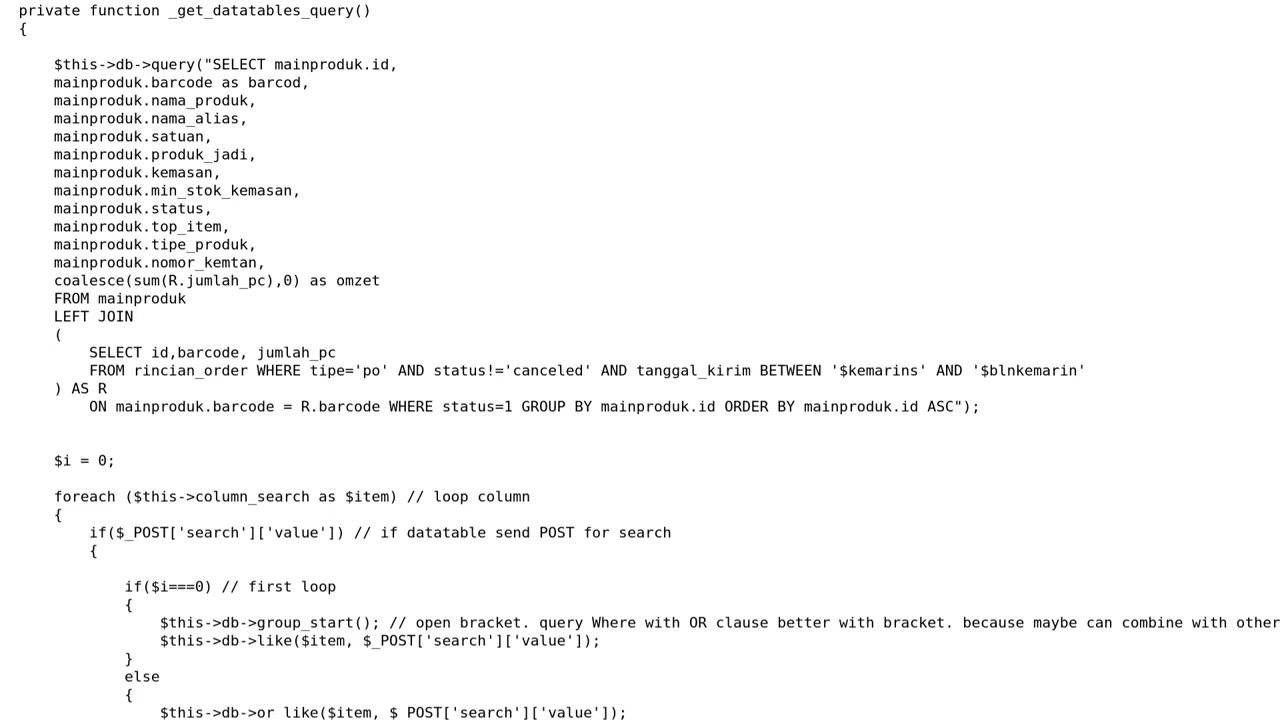 private function _get_datatables_query()
{
$this->db->query("SELECT mainproduk.id,
mainproduk.barcode as barcod,
mainproduk.nama_produk,
mainproduk.nama_alias,
mainproduk.satuan,
mainproduk.produk_jadi,
mainproduk.kemasan,
mainproduk.min_stok_kemasan,
mainproduk.status,
mainproduk.top_item,
mainproduk.tipe_produk,
mainproduk.nomor_kemtan,
coalesce(sum(R.jumlah_pc),0) as omzet
FROM mainproduk
LEFT JOIN
(
SELECT id,barcode, jumlah_pc
FROM rincian_order WHERE tipe='po' AND status!='canceled' AND tanggal_kirim BETWEEN '$kemarins' AND '$blnkemarin'
) AS R
ON mainproduk.barcode = R.barcode WHERE status=1 GROUP BY mainproduk.id ORDER BY mainproduk.id ASC");
$i = 0;
foreach ($this->column_search as $item) // loop column
{
if($_POST['search']['value']) // if datatable send POST for search
{
if($i===0) // first loop
{
$this->db->group_start(); // open bracket. query Where with OR clause better with bracket. because maybe can combine with other
$this->db->like($item, $_POST['search']['value']);
}
else
{
$this->db->or_like($item, $_POST['search']['value']);